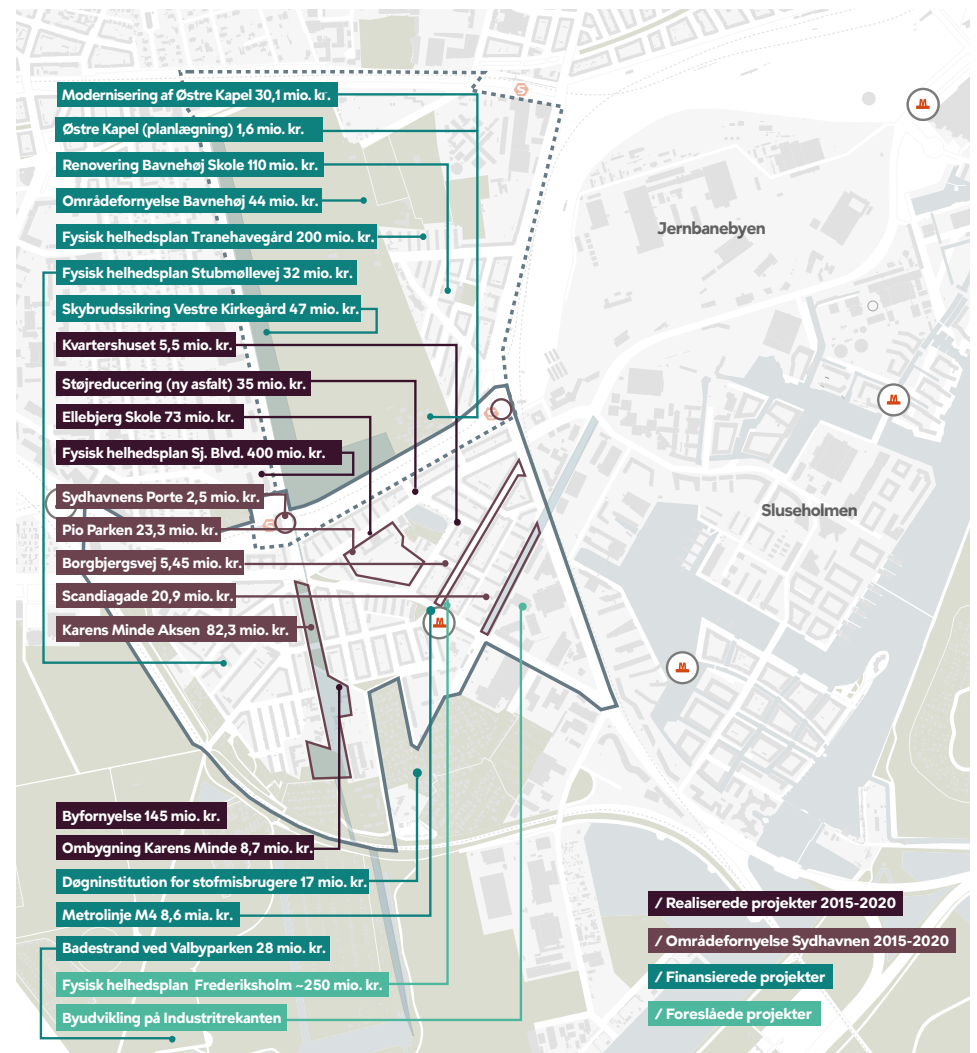 Modernisering af Østre Kapel 30,1 mio. kr.
Østre Kapel (planlægning) 1,6 mio. kr.
Renovering Bavnehøj Skole 110 mio. kr.
Områdefornyelse Bavnehøj 44 mio. kr.
Fysisk helhedsplan Tranehavegård 200 mio. kr.
Fysisk helhedsplan Stubmøllevej 32 mio. kr.
Skybrudssikring Vestre Kirkegård 47 mio. kr.
Kvartershuset 5,5 mio. kr.
Støjreducering (ny asfalt) 35 mio. kr.
Ellebjerg Skole 73 mio. kr.
Fysisk helhedsplan Sj. Blvd. 400 mio. kr.
Sydhavnens Porte 2,5 mio. kr.
Pio Parken 23,3 mio. kr.
Borgbjergsvej 5,45 mio. kr.
Scandiagade 20,9 mio. kr.
Karens Minde Aksen 82,3 mio. kr.
Byfornyelse 145 mio. kr.
Ombygning Karens Minde 8,7 mio. kr.
Døgninstitution for stofmisbrugere 17 mio. kr.
Metrolinje M4 8,6 mia. kr.
Badestrand ved Valbyparken 28 mio. kr.
Fysisk helhedsplan Frederiksholm ~250 mio. kr.
Byudvikling på Industritrekanten
Jernbanebyen
Sluseholmen
M
M
M
M
S
S
S
/ Realiserede projekter 2015-2020
/ Områdefornyelse Sydhavnen 2015-2020
/ Finansierede projekter
/ Foreslåede projekter